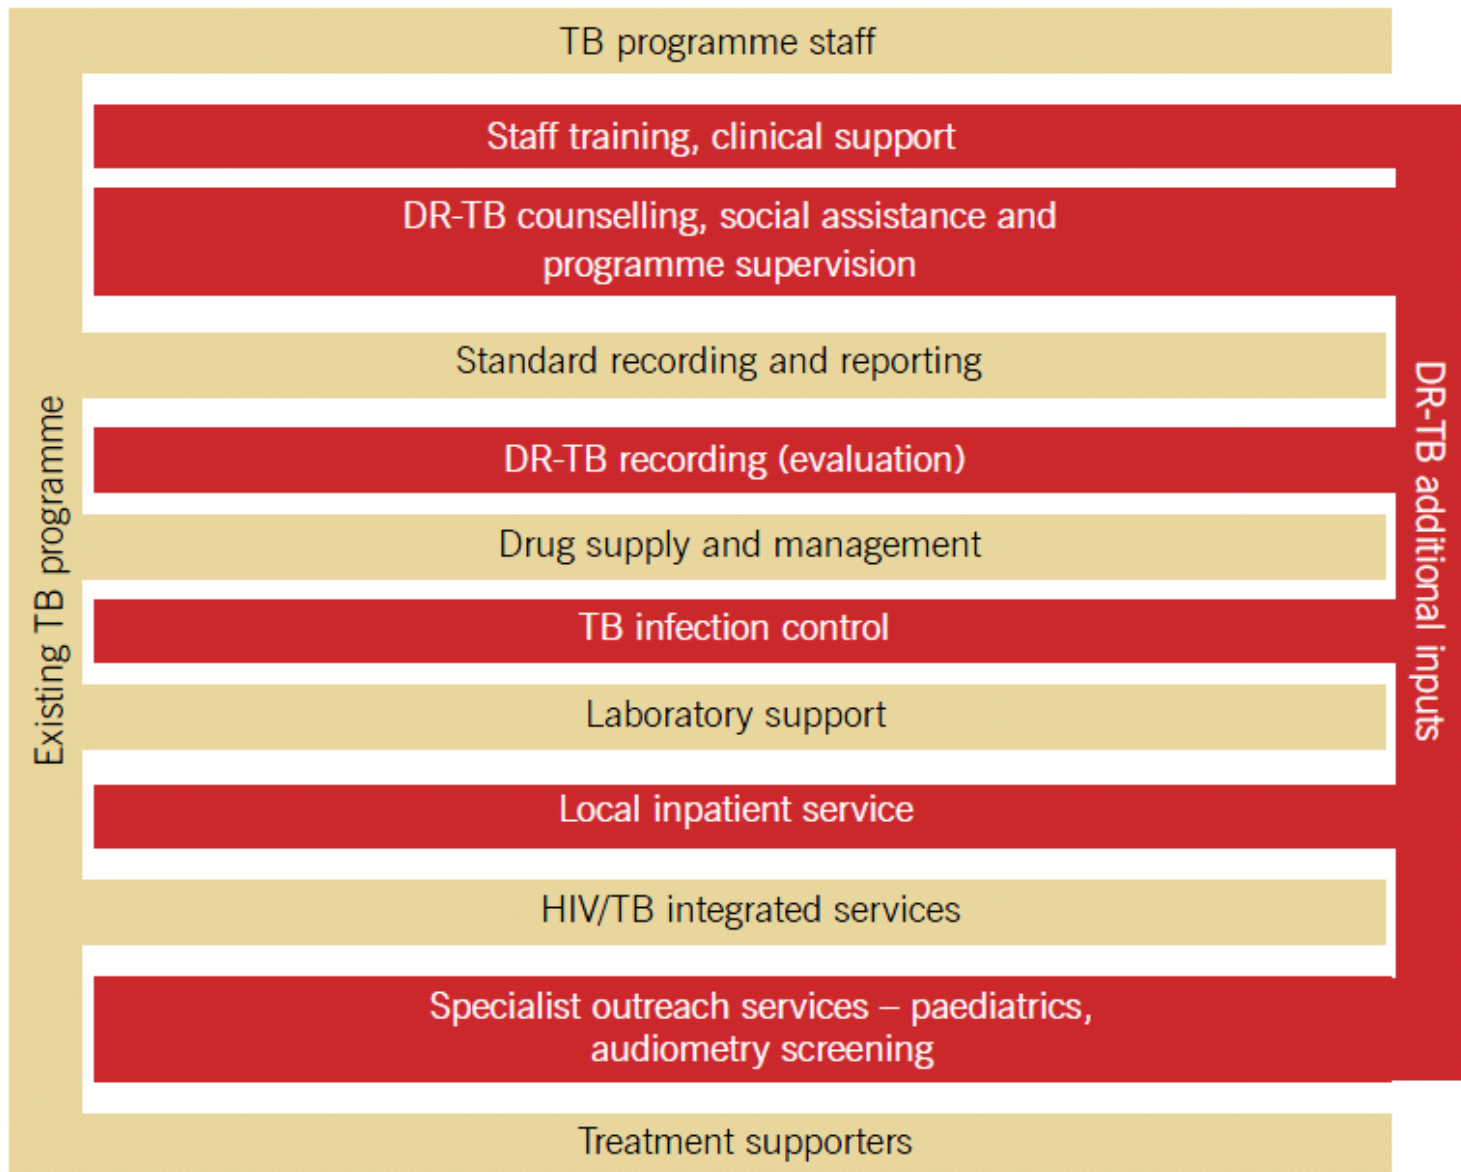 TB programme staff
Staff training, clinical support
DR-TB counselling, social assistance and
programme supervision
Standard recording and reporting
DR-TB recording (evaluation)
Drug supply and management
TB infection control
Laboratory support
Local inpatient service
HIV/TB integrated services
Specialist outreach services – paediatrics,
audiometry screening
Treatment supporters
Existing TB programme
DR-TB additional inputs